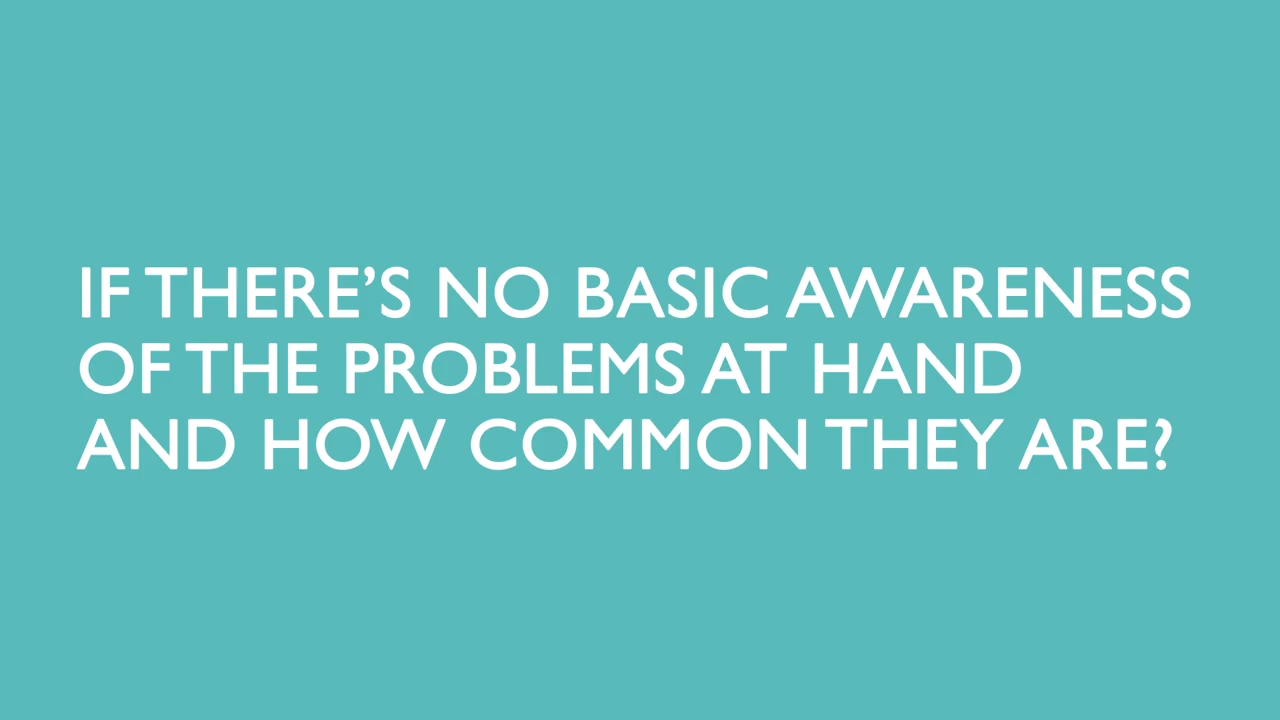 IF THERE’S NO BASIC AWARENESS
OF THE PROBLEMS AT HAND
AND HOW COMMON THEY ARE?